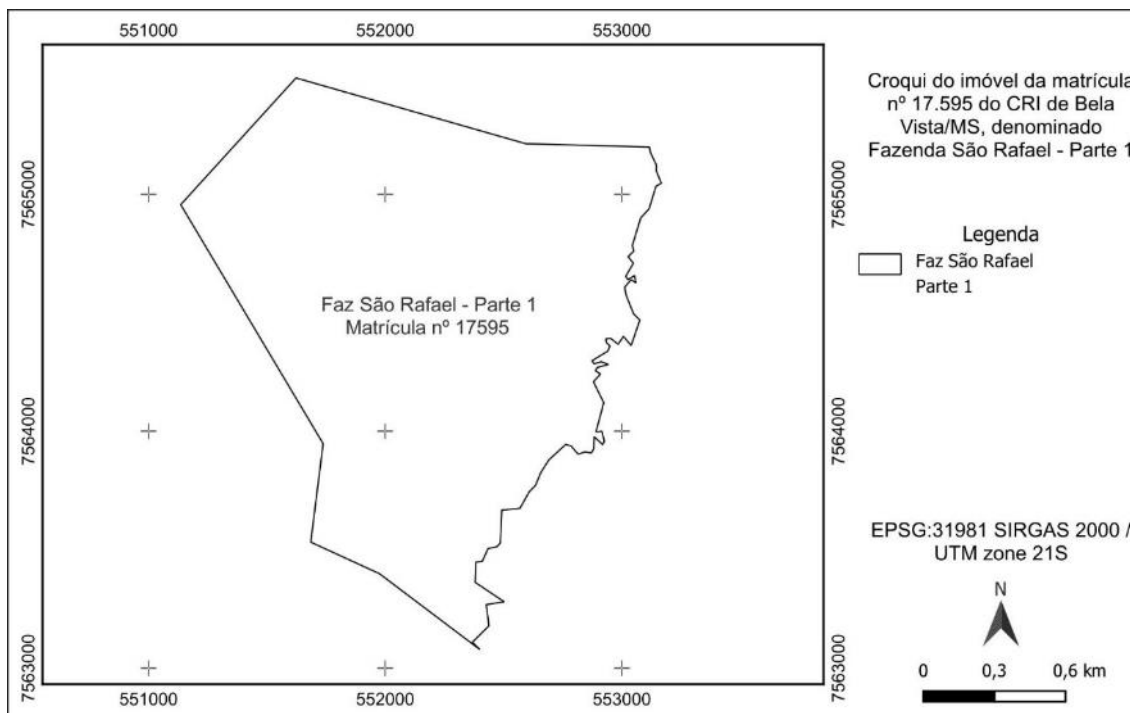 551000 552000 553000
7565000
7564000
7563000
Faz São Rafael - Parte 1
Matrícula nº 17595
7565000
7564000
7563000
551000 552000 553000
Croqui do imóvel da matrícula
nº 17.595 do CRI de Bela
Vista/MS, denominado
Fazenda São Rafael - Parte 1
Legenda
Faz São Rafael
Parte 1
EPSG:31981 SIRGAS 2000 /
UTM zone 21S
N
0 0,3 0,6 km